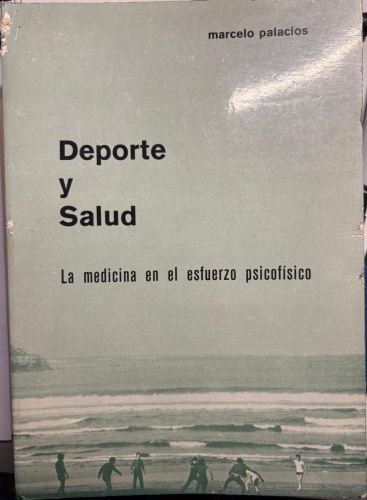 marcelo palacios
Deporte
y
Salud
La medicina en el esfuerzo psicofísico